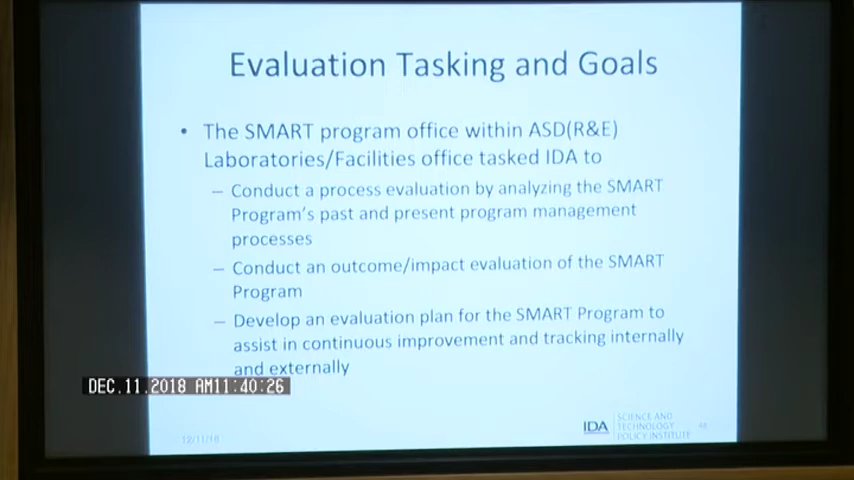 Evaluation Tasking and Goals
• The SMART program office within ASD(R&E)
Laboratories/Facilities office tasked IDA to
– Conduct a process evaluation by analyzing the SMART
Program's past and present program management
processes
– Conduct an outcome/impact evaluation of the SMART
Program
– Develop an evaluation plan for the SMART Program to
assist in continuous improvement and tracking internally
and externally
DEC.11.2018 AM11:40:26
12/11/18
IDA
SCIENCE AND
TECHNOLOGY
POLICY INSTITUTE